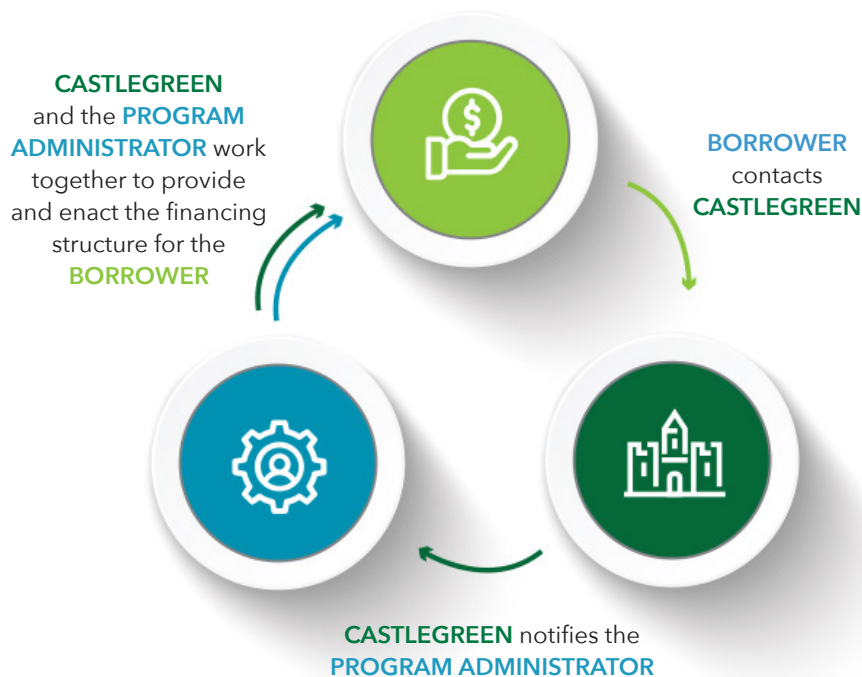 CASTLEGREEN
and the PROGRAM
ADMINISTRATOR work
together to provide
and enact the financing
structure for the
BORROWER
$
BORROWER
contacts
CASTLEGREEN
CASTLEGREEN notifies the
PROGRAM ADMINISTRATOR